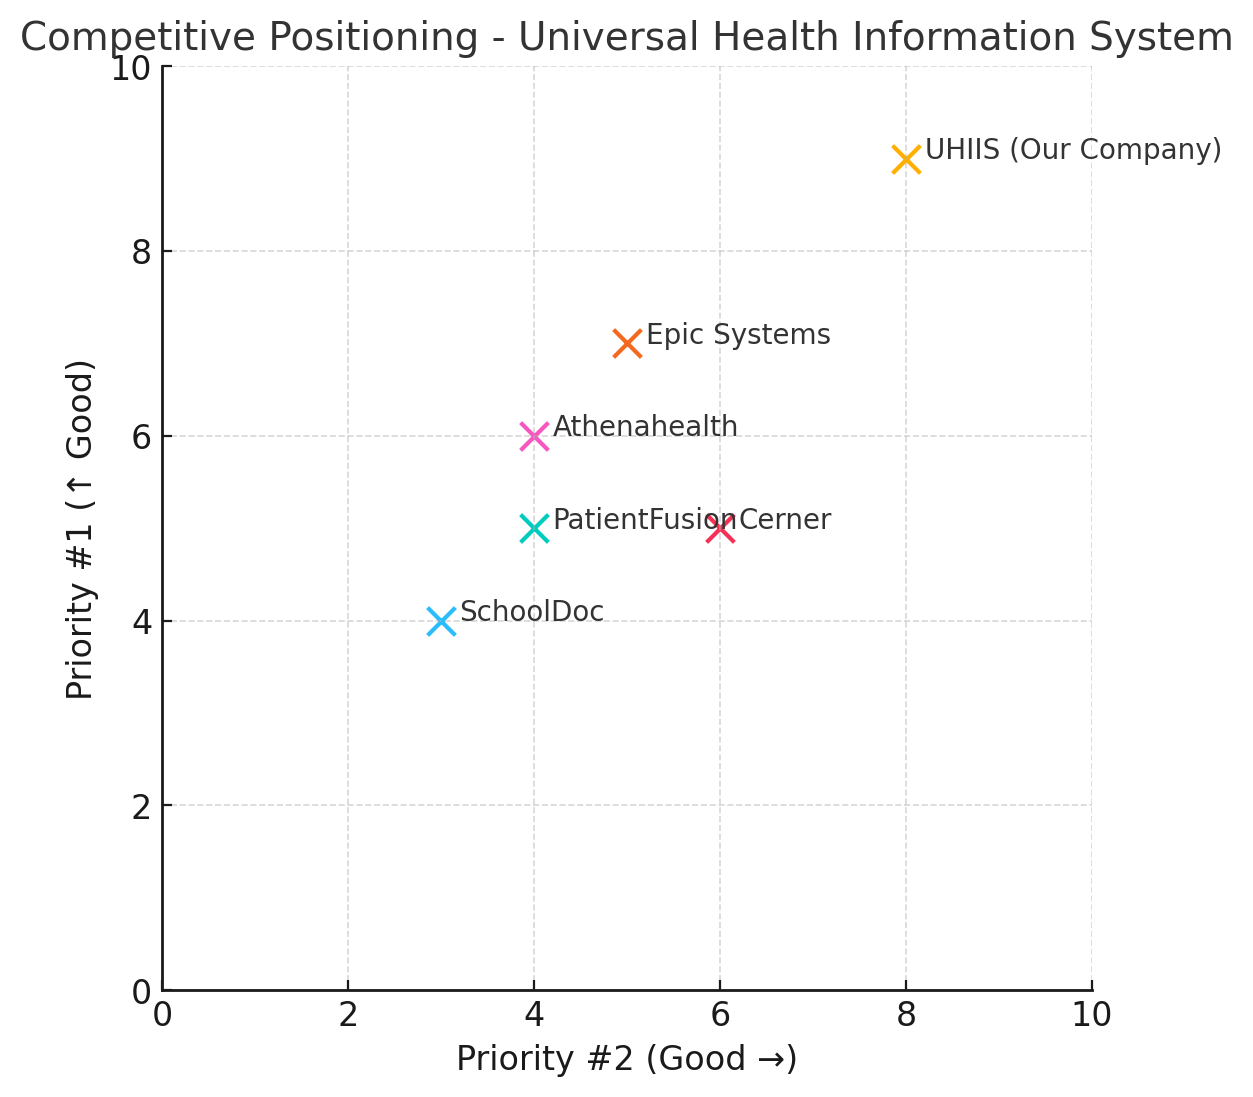 Competitive Positioning - Universal Health Information System
10
UHIIS (Our Company)
8
Epic Systems
Athenahealth
6
PatientFusion
Cerner
SchoolDoc
4
2
0
Priority #1 (↑ Good)
0 2 4 6 8 10
Priority #2 (Good →)